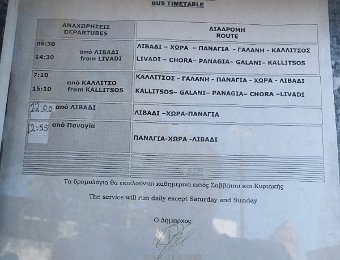 BUS TIMETABLE
ΑΝΑΧΩΡΗΣΕΙΣ ΔΙΑΔΡΟΜΗ
DEPARTURES ROUTE
06:30 ΛΙΒΑΔΙ – ΧΩΡΑ – ΠΑΝΑΓΙΑ - ΓΑΛΑΝΗ - ΚΑΛΛΙΤΣΟΣ
από ΛΙΒΑΔΙ
14:30 from LIVADI LIVADI – CHORA – PANAGIA– GALANI– KALLITSOS
7:10 ΚΑΛΛΙΤΣΟΣ - ΓΑΛΑΝΗ - ΠΑΝΑΓΙΑ - ΧΩΡΑ - ΛΙΒΑΔΙ
από ΚΑΛΛΙΤΣΟ
15:10 from KALLITSOS KALLITSOS– GALANI– PANAGIA– CHORA –LIVADI
από ΛΙΒΑΔΙ ΛΙΒΑΔΙ –ΧΩΡΑ–ΠΑΝΑΓΙΑ
από Παναγία ΠΑΝΑΓΙΑ–ΧΩΡΑ–ΛΙΒΑΔΙ
Τα δρομολόγια θα εκτελούνται καθημερινά εκτός Σαββάτου και Κυριακής
The service will run daily except Saturday and Sunday
Ο Δήμαρχος